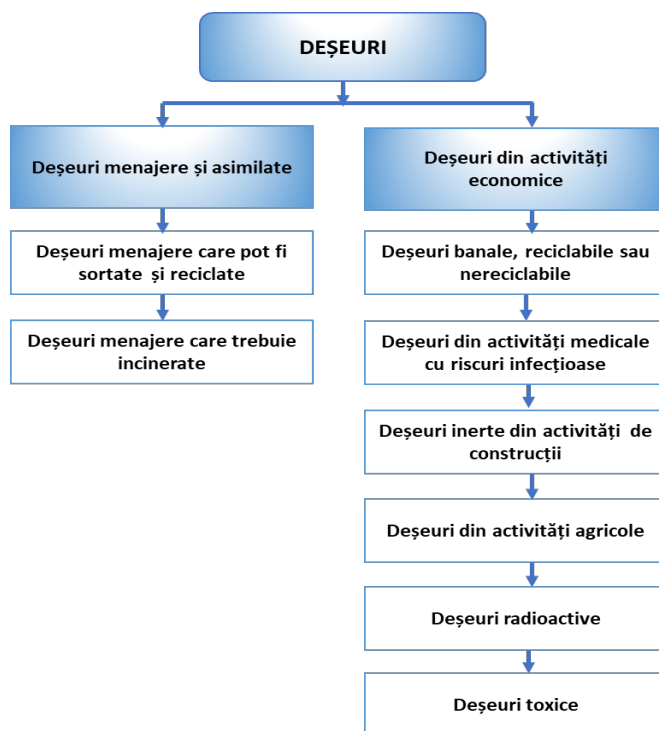 DEȘEURI
Deșeuri menajere și asimilate
Deșeuri menajere care pot fi
sortate și reciclate
Deșeuri menajere care trebuie
incinerate
Deșeuri din activități
economice
Deșeuri banale, reciclabile sau
nereciclabile
Deșeuri din activități medicale
cu riscuri infecțioase
Deșeuri inerte din activități de
construcții
Deșeuri din activități agricole
Deșeuri radioactive
Deșeuri toxice